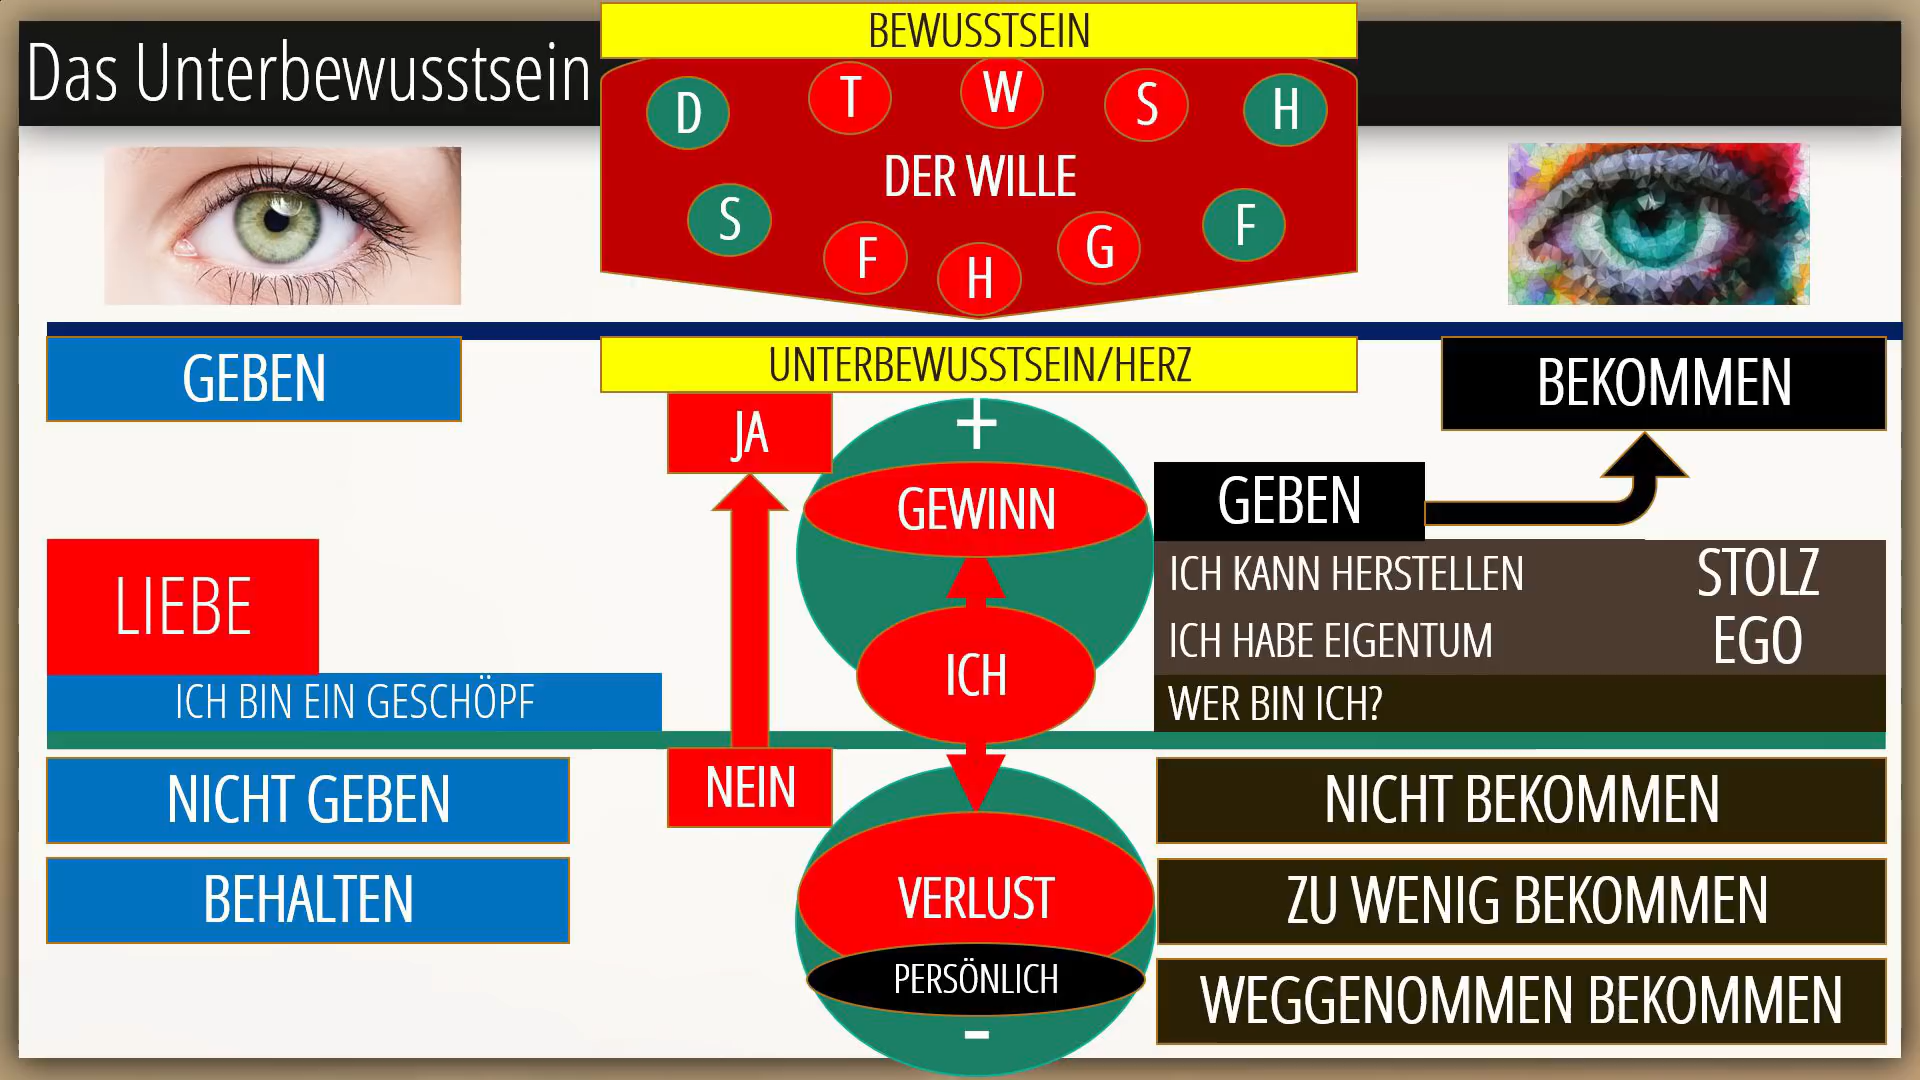 Das Unterbewusstsein
BEWUSSTSEIN
D
T
W
S
H
DER WILLE
S
F
H
G
F
GEBEN
UNTERBEWUSSTSEIN/HERZ
BEKOMMEN
JA
+
GEWINN
GEBEN
LIEBE
ICH KANN HERSTELLEN
STOLZ
ICH HABE EIGENTUM
EGO
ICH BIN EIN GESCHÖPF
ICH
WER BIN ICH?
NICHT GEBEN
NEIN
NICHT BEKOMMEN
BEHALTEN
VERLUST
ZU WENIG BEKOMMEN
PERSÖNLICH
WEGGENOMMEN BEKOMMEN
-